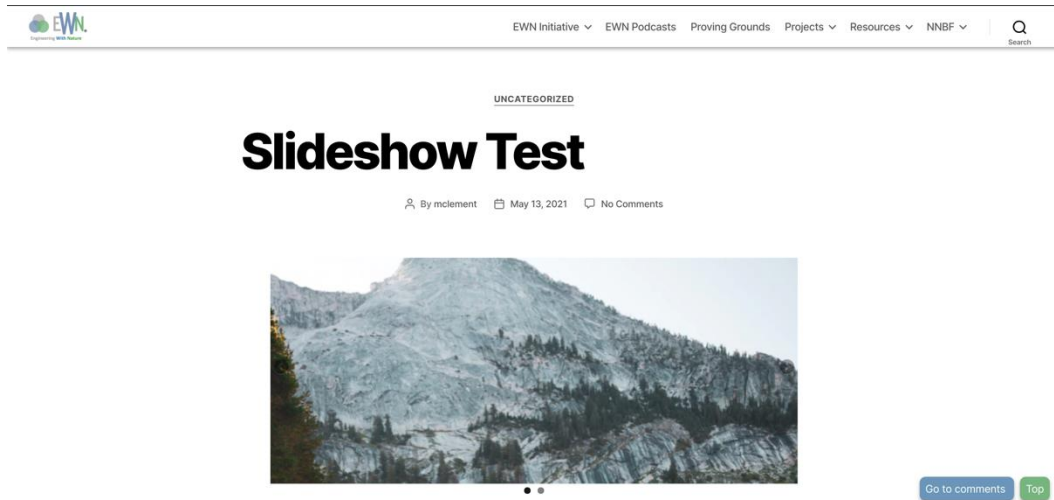 EWN.
Engineering With Nature
EWN Initiative EWN Podcasts Proving Grounds Projects Resources NNBF
Search
UNCATEGORIZED
Slideshow Test
By mclement May 13, 2021 No Comments
Go to comments Top